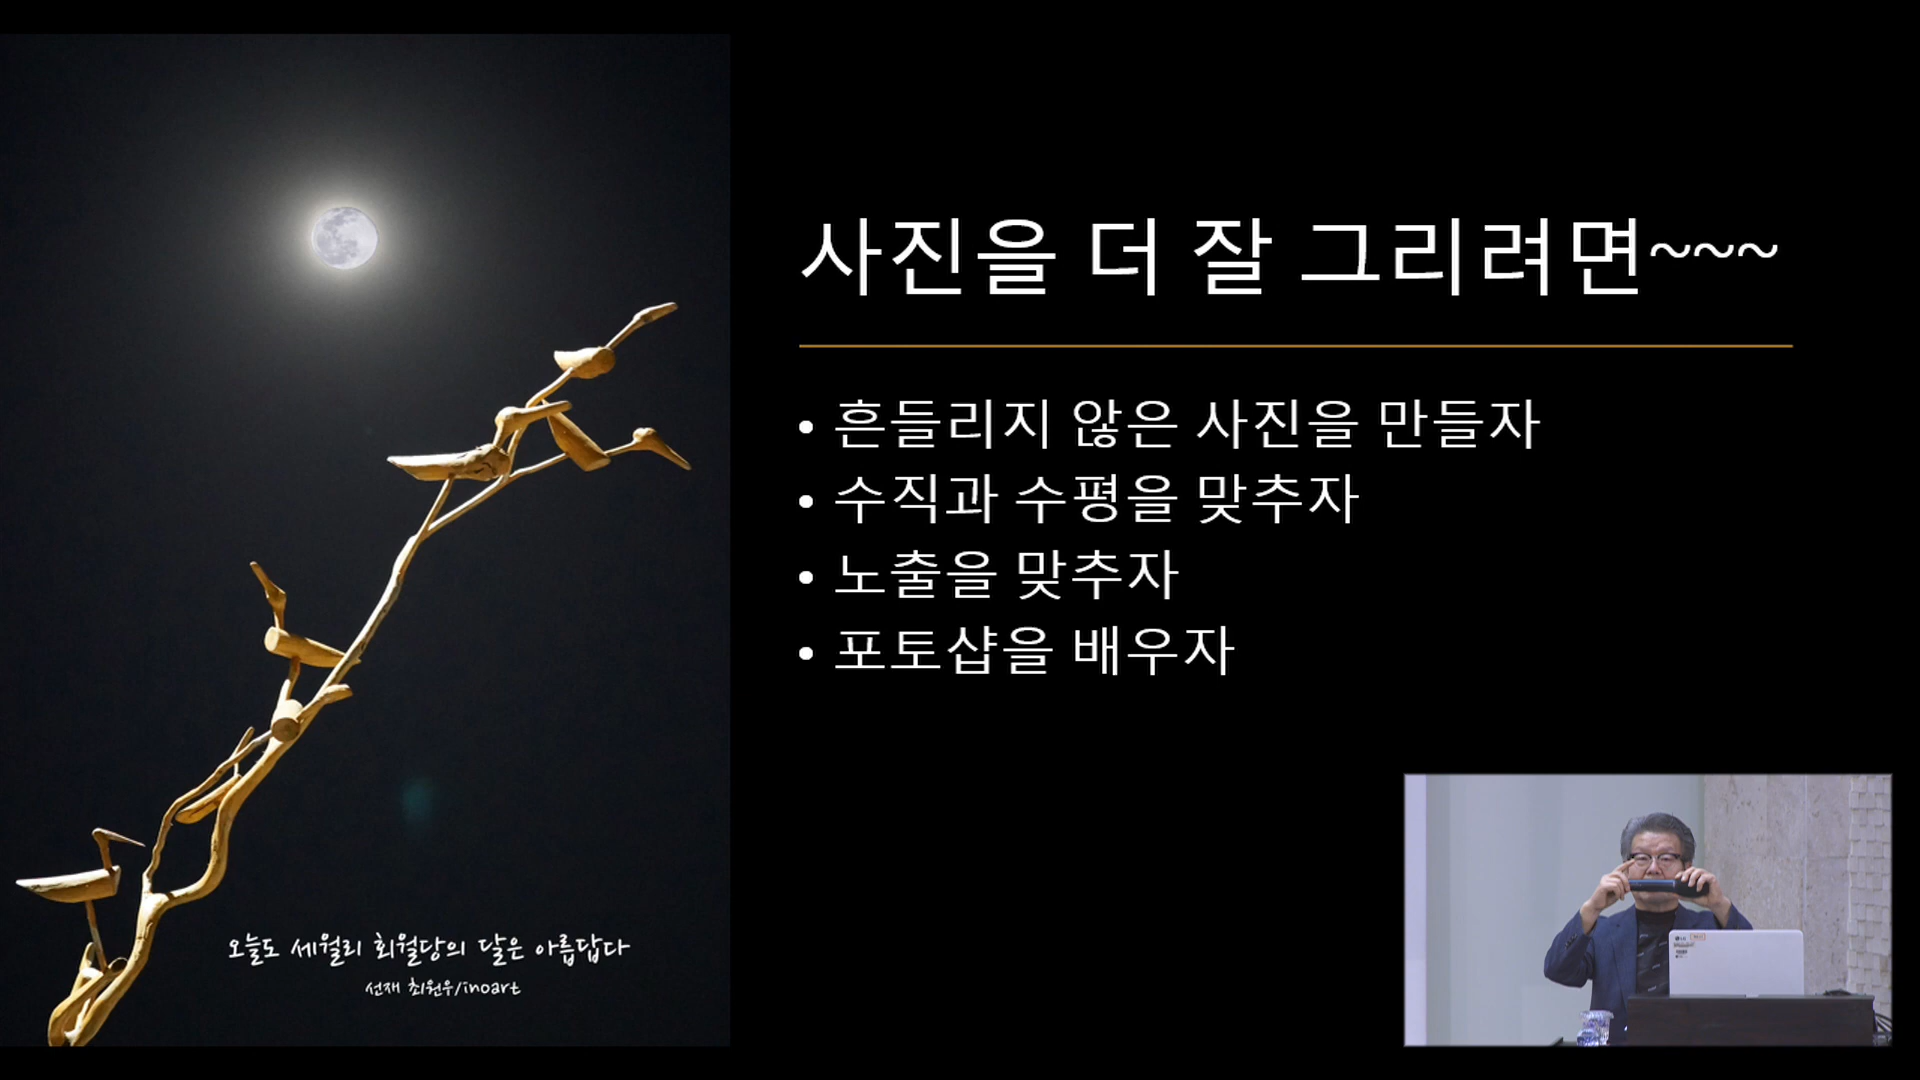 사진을 더 잘 그리려면~~~
• 흔들리지 않은 사진을 만들자
• 수직과 수평을 맞추자
• 노출을 맞추자
• 포토샵을 배우자
오늘도 세월리 회월당의 달은 아름답다
선재 최원우/inoart